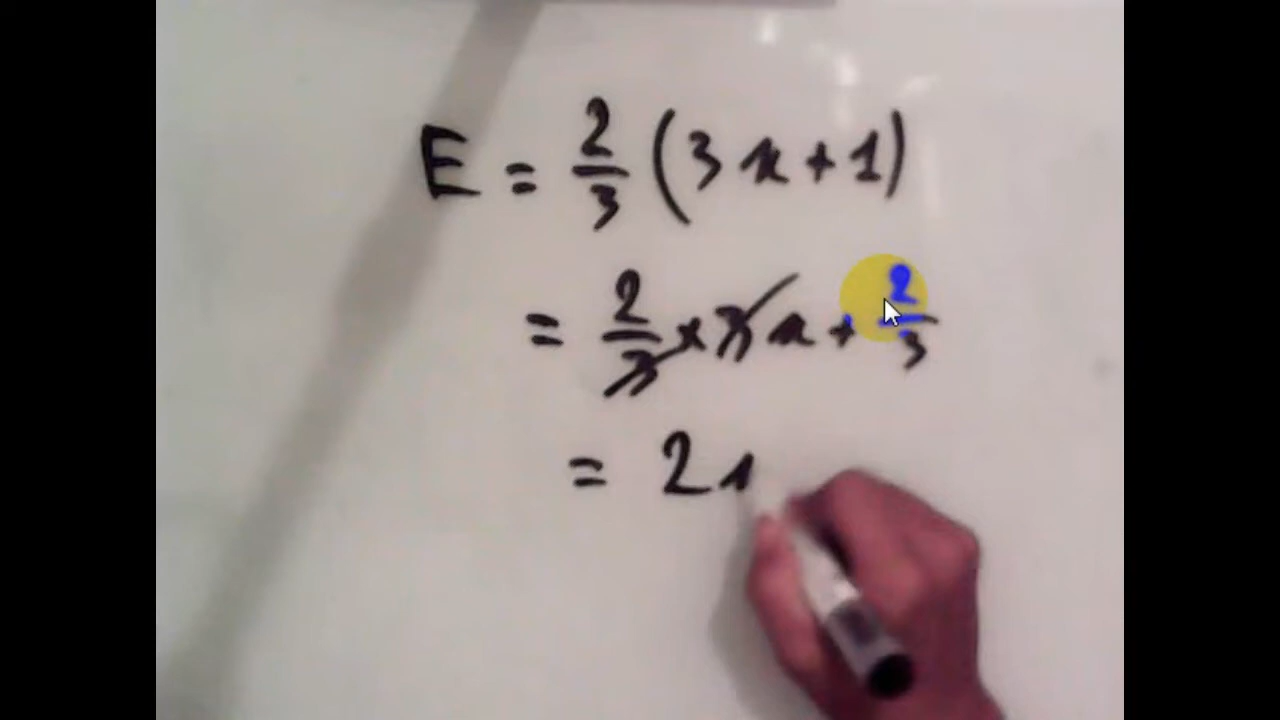 E = 2/3 (3x + 1)
= 2/3 × 3x + 2/3
= 2x